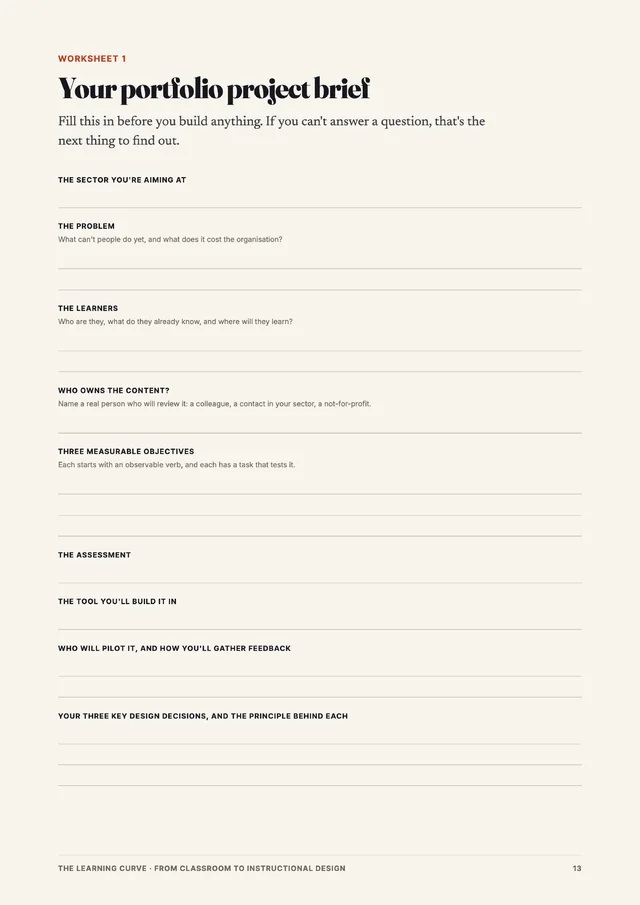 WORKSHEET 1
Your portfolio project brief
Fill this in before you build anything. If you can't answer a question, that's the
next thing to find out.
THE SECTOR YOU'RE AIMING AT
THE PROBLEM
What can't people do yet, and what does it cost the organisation?
THE LEARNERS
Who are they, what do they already know, and where will they learn?
WHO OWNS THE CONTENT?
Name a real person who will review it: a colleague, a contact in your sector, a not-for-profit.
THREE MEASURABLE OBJECTIVES
Each starts with an observable verb, and each has a task that tests it.
THE ASSESSMENT
THE TOOL YOU'LL BUILD IT IN
WHO WILL PILOT IT, AND HOW YOU'LL GATHER FEEDBACK
YOUR THREE KEY DESIGN DECISIONS, AND THE PRINCIPLE BEHIND EACH
THE LEARNING CURVE · FROM CLASSROOM TO INSTRUCTIONAL DESIGN 13